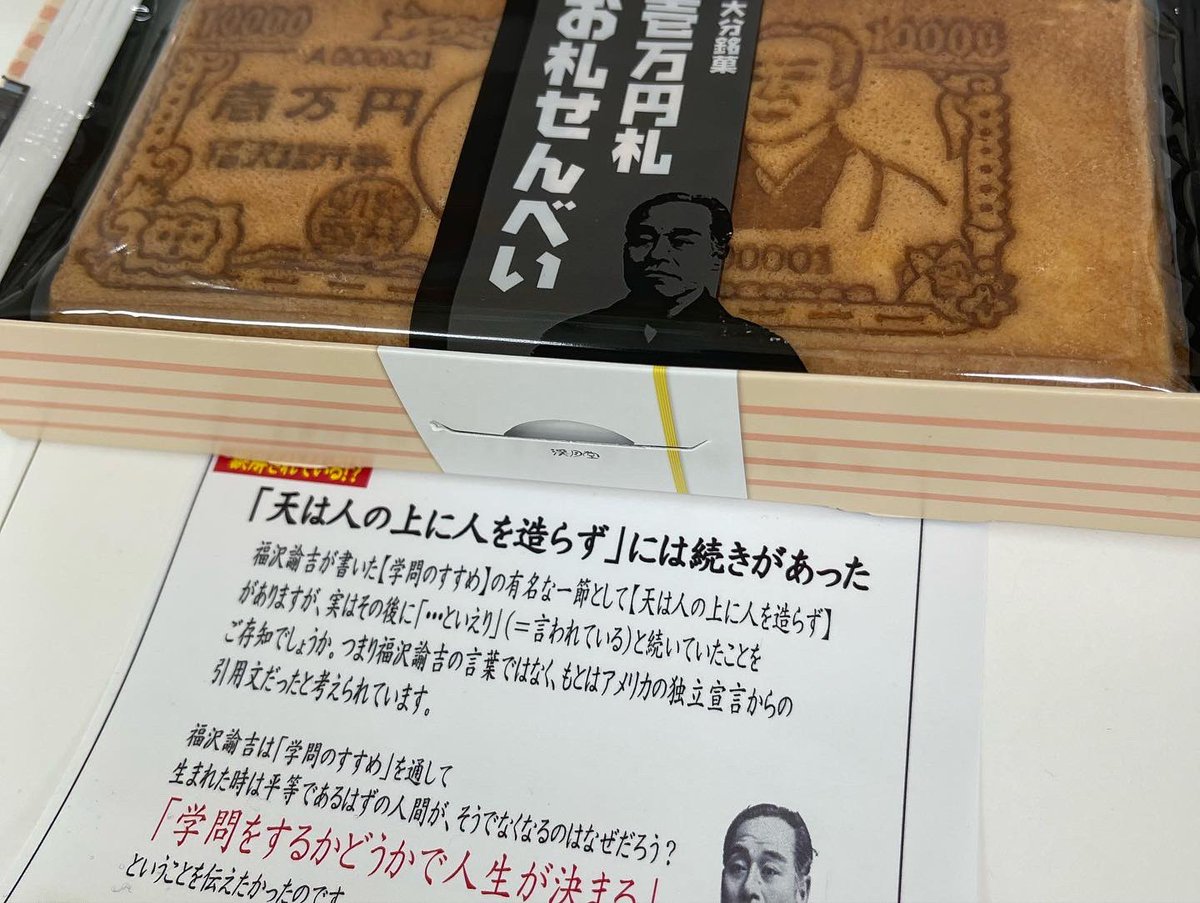 10000
A000001
壱万円
大分銘菓
壱万円札
お札せんべい
10000
00001
渓月堂
「天は人の上に人を造らず」には続きがあった
福沢諭吉が書いた【学問のすすめ】の有名な一節として【天は人の上に人を造らず】
がありますが、実はその後に「…といえり」(＝言われている)と続いていたことを
ご存知でしょうか。つまり福沢諭吉の言葉ではなく、もとはアメリカの独立宣言からの
引用文だったと考えられています。
福沢諭吉は「学問のすすめ」を通して
生まれた時は平等であるはずの人間が、そうでなくなるのはなぜだろう？
「学問をするかどうかで人生が決まる」
ということを伝えたかったのです